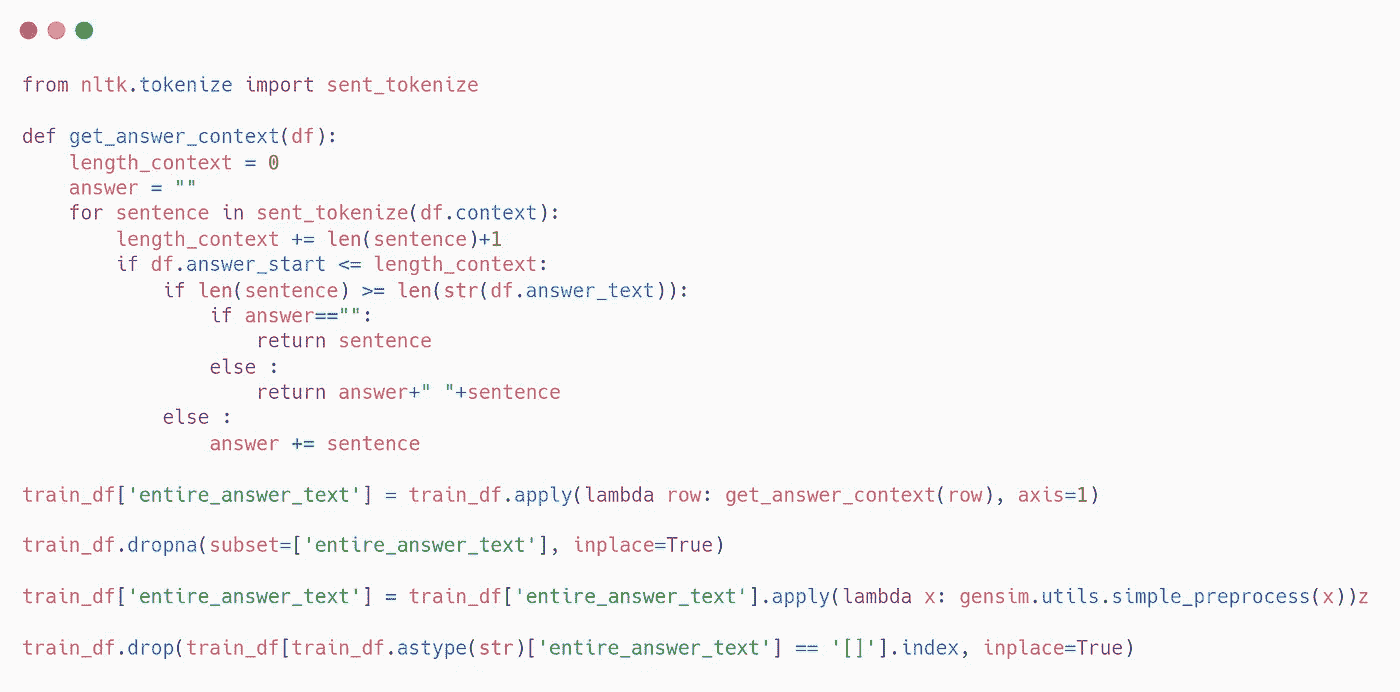 from nltk.tokenize import sent_tokenize
def get_answer_context(df):
    length_context = 0
    answer = ""
    for sentence in sent_tokenize(df.context):
        length_context += len(sentence)+1
        if df.answer_start <= length_context:
            if len(sentence) >= len(str(df.answer_text)):
                if answer=="":
                    return sentence
                else :
                    return answer+" "+sentence
            else :
                answer += sentence
train_df['entire_answer_text'] = train_df.apply(lambda row: get_answer_context(row), axis=1)
train_df.dropna(subset=['entire_answer_text'], inplace=True)
train_df['entire_answer_text'] = train_df['entire_answer_text'].apply(lambda x: gensim.utils.simple_preprocess(x))z
train_df.drop(train_df[train_df.astype(str)['entire_answer_text'] == '[]'].index, inplace=True)